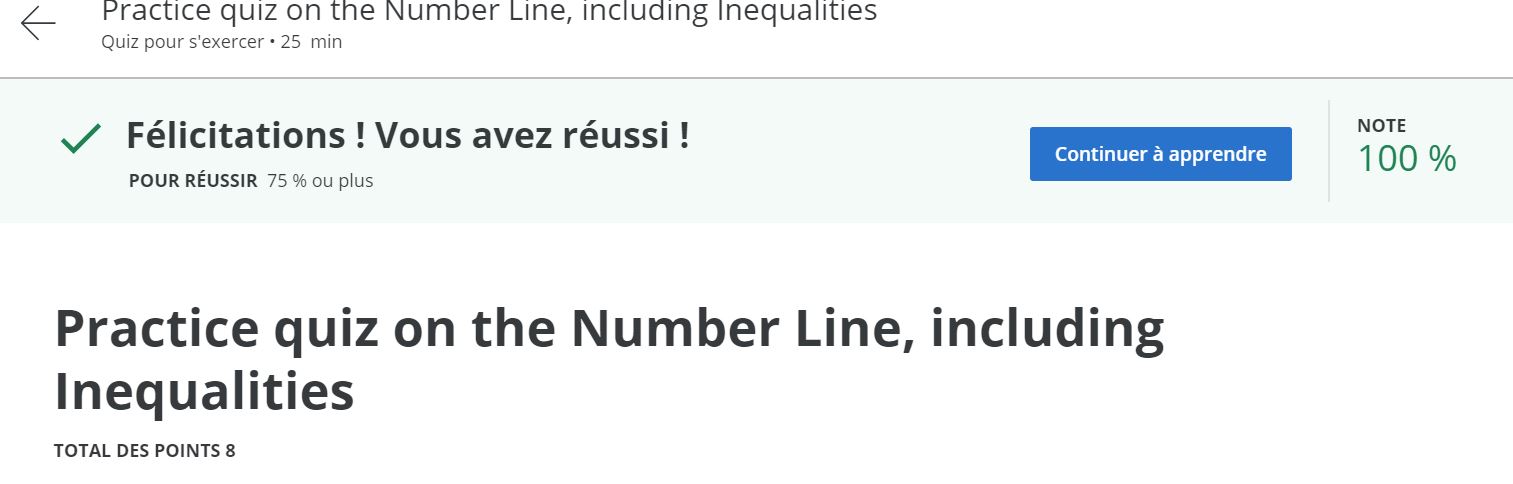 Practice quiz on the Number Line, including Inequalities
Quiz pour s'exercer • 25 min
Félicitations ! Vous avez réussi !
POUR RÉUSSIR 75 % ou plus
Continuer à apprendre
NOTE
100 %
Practice quiz on the Number Line, including
Inequalities
TOTAL DES POINTS 8